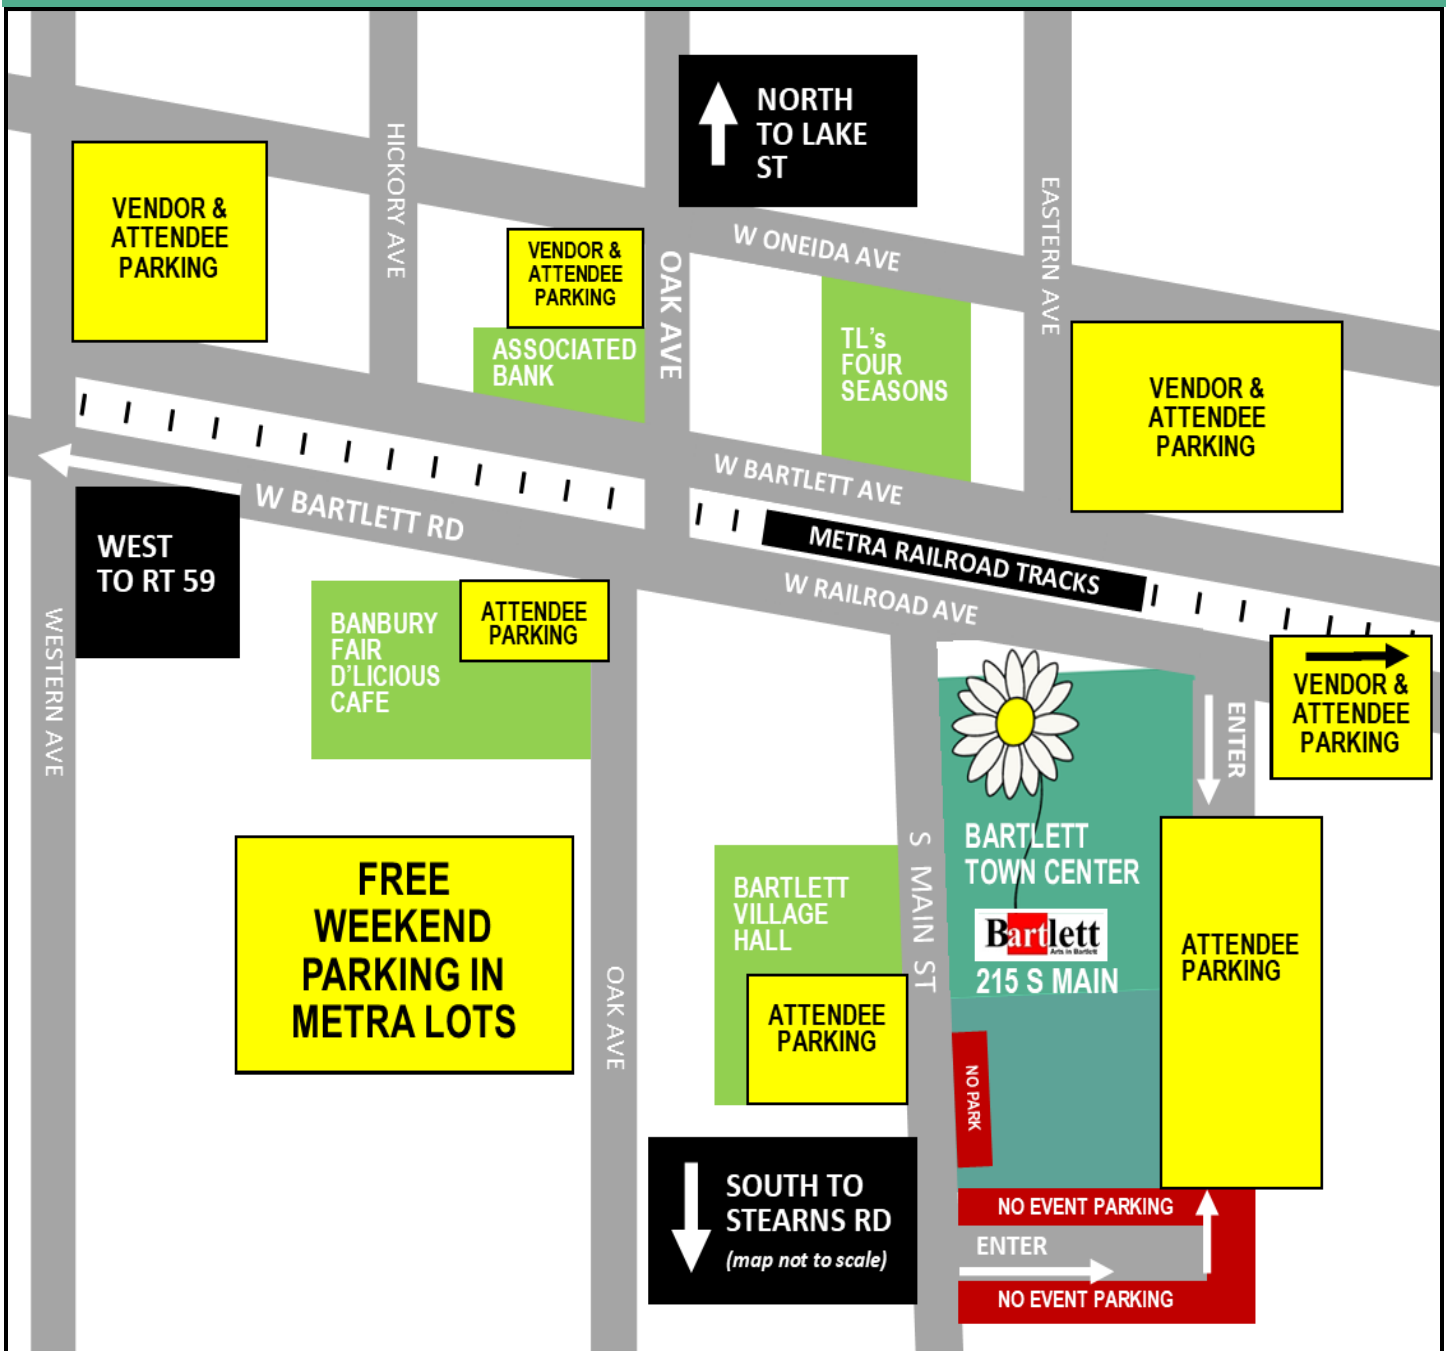 NORTH
TO LAKE
ST
HICKORY AVE
EASTERN AVE
VENDOR &
ATTENDEE
PARKING
W ONEIDA AVE
VENDOR &
ATTENDEE
PARKING
OAK AVE
ASSOCIATED
BANK
TL's
FOUR
SEASONS
VENDOR &
ATTENDEE
PARKING
W BARTLETT AVE
W BARTLETT RD
METRA RAILROAD TRACKS
W RAILROAD AVE
WEST
TO RT 59
WESTERN AVE
BANBURY
FAIR
D'LICIOUS
CAFE
ATTENDEE
PARKING
VENDOR &
ATTENDEE
PARKING
ENTER
FREE
WEEKEND
PARKING IN
METRA LOTS
OAK AVE
BARTLETT
VILLAGE
HALL
ATTENDEE
PARKING
S MAIN ST
BARTLETT
TOWN CENTER
Bartlett
Arts in Bartlett
215 S MAIN
ATTENDEE
PARKING
NO PARK
SOUTH TO
STEARNS RD
(map not to scale)
NO EVENT PARKING
ENTER
NO EVENT PARKING